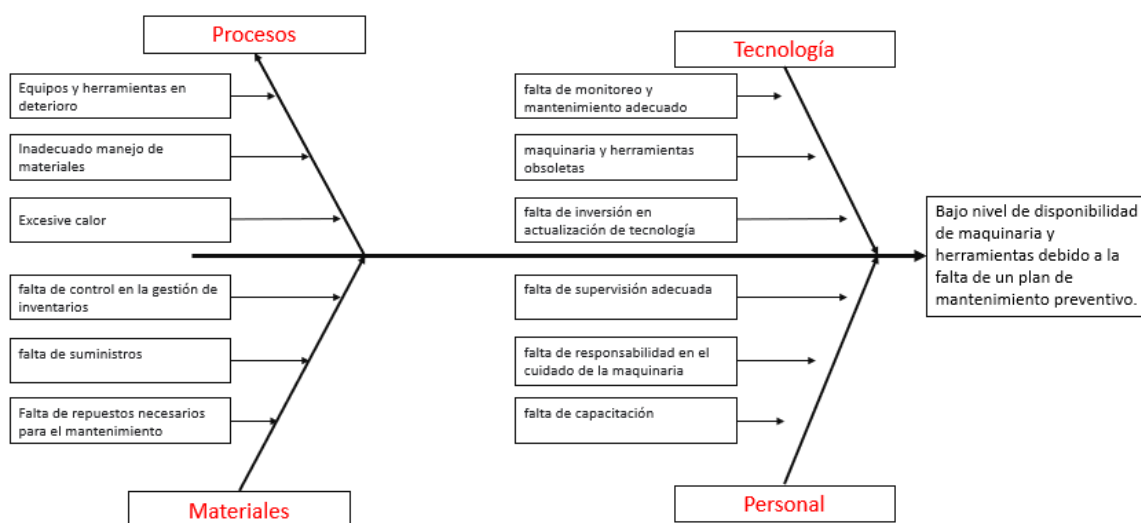 Procesos
Tecnología
Equipos y herramientas en
deterioro
Inadecuado manejo de
materiales
Excesive calor
falta de monitoreo y
mantenimiento adecuado
maquinaria y herramientas
obsoletas
falta de inversión en
actualización de tecnología
Bajo nivel de disponibilidad
de maquinaria y
herramientas debido a la
falta de un plan de
mantenimiento preventivo.
falta de control en la gestión de
inventarios
falta de suministros
Falta de repuestos necesarios
para el mantenimiento
falta de supervisión adecuada
falta de responsabilidad en el
cuidado de la maquinaria
falta de capacitación
Materiales
Personal